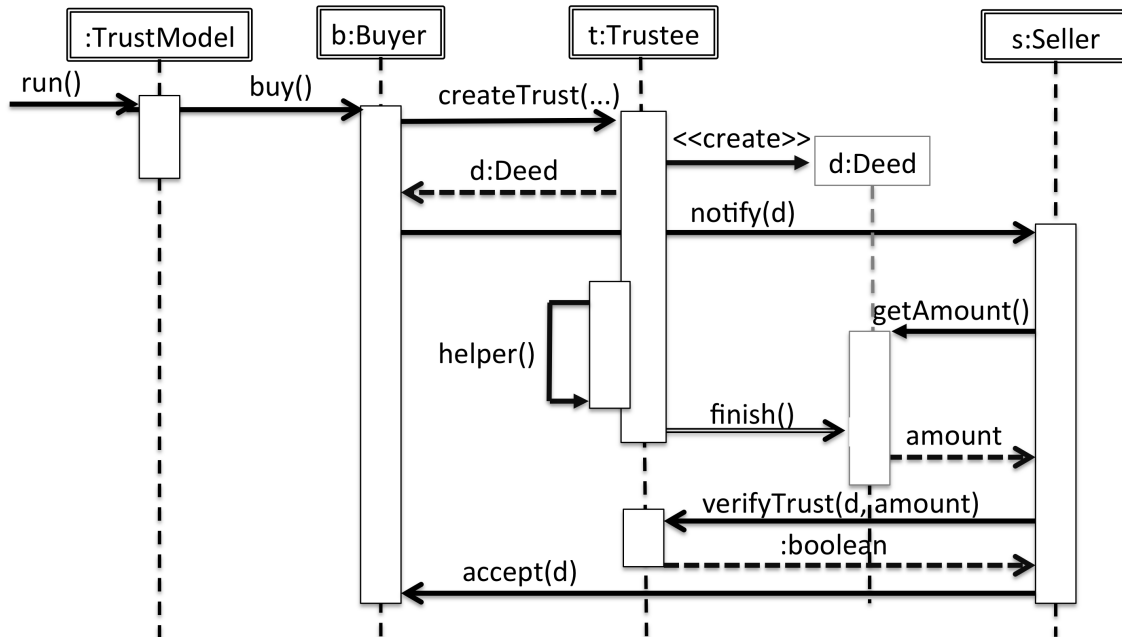 :TrustModel
b:Buyer
t:Trustee
s:Seller
run()
buy()
createTrust(...)
<<create>>
d:Deed
d:Deed
notify(d)
getAmount()
helper()
finish()
amount
verifyTrust(d, amount)
:boolean
accept(d)